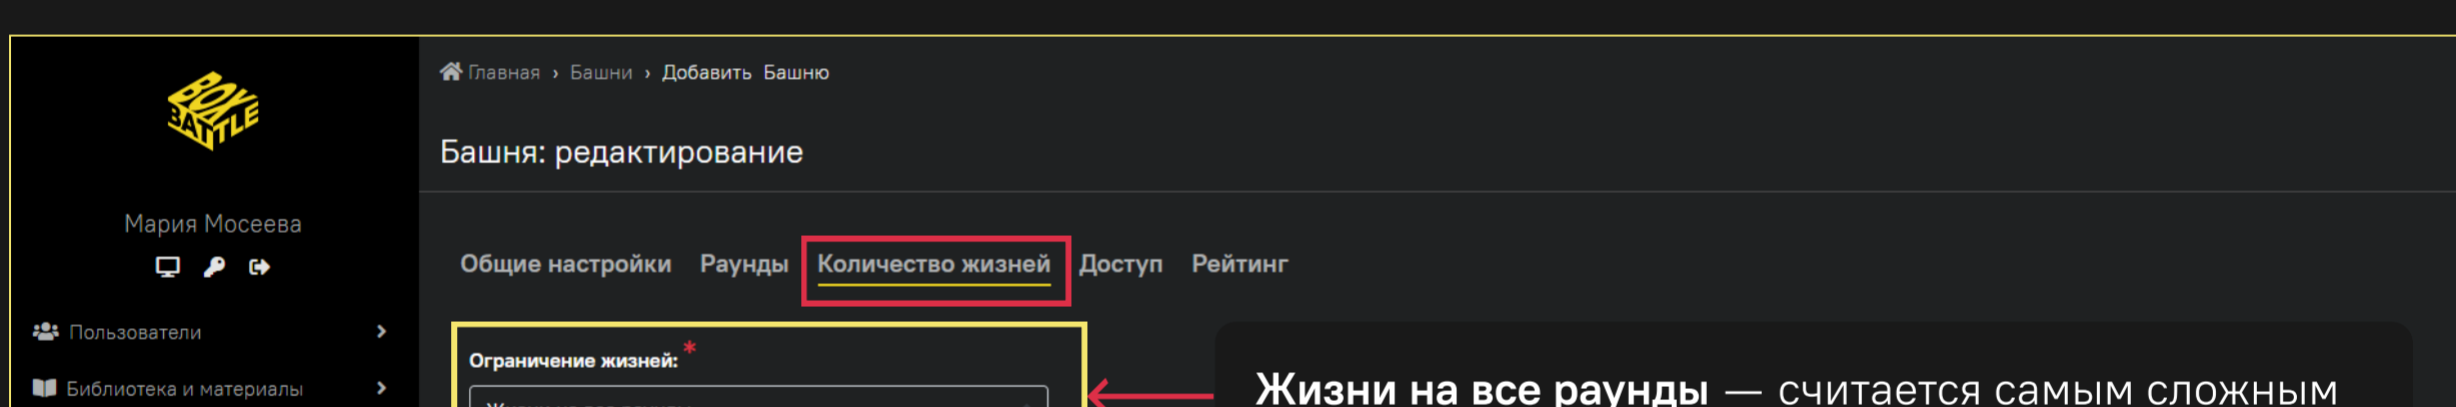 BOY BATTLE
Главная › Башни › Добавить Башню
Башня: редактирование
Мария Мосеева
Общие настройки Раунды Количество жизней Доступ Рейтинг
Пользователи
Ограничение жизней: *
Библиотека и материалы
Жизни на все раунды — считается самым сложным